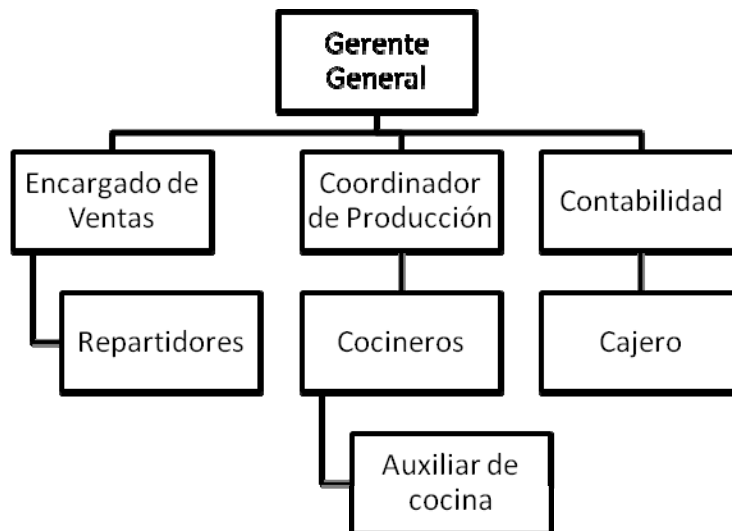 Gerente
General
Encargado de
Ventas
Coordinador
de Producción
Contabilidad
Repartidores
Cocineros
Cajero
Auxiliar de
cocina